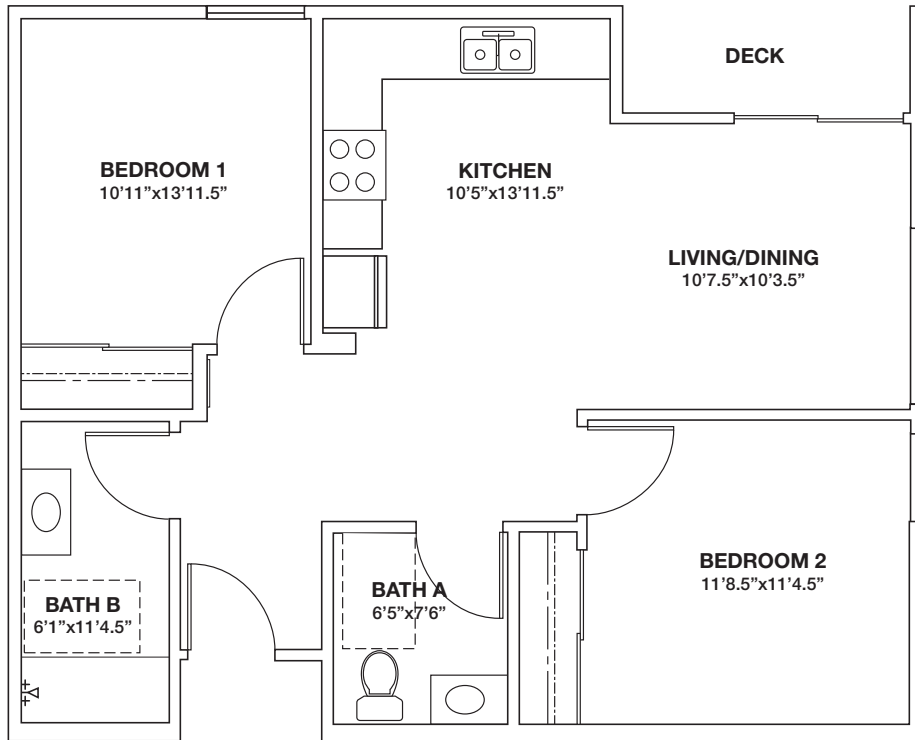 DECK
BEDROOM 1
10’11”x13’11.5”
KITCHEN
10’5”x13’11.5”
LIVING/DINING
10’7.5”x10’3.5”
BEDROOM 2
11’8.5”x11’4.5”
BATH A
6’5”x7’6”
BATH B
6’1”x11’4.5”